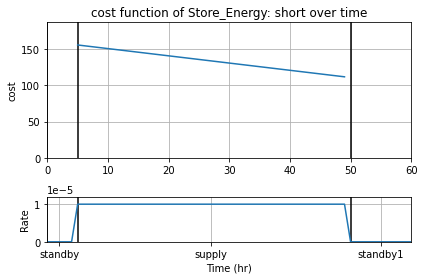 cost function of Store_Energy: short over time
150
100
50
0
cost
0 10 20 30 40 50 60
1e−5
1
0
Rate
standby supply standby1
Time (hr)